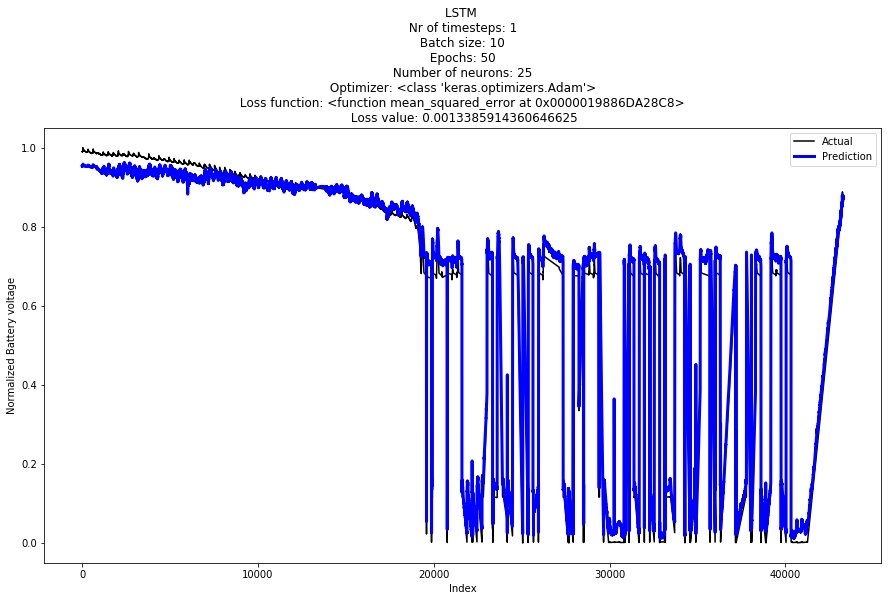 LSTM
Nr of timesteps: 1
Batch size: 10
Epochs: 50
Number of neurons: 25
Optimizer: <class 'keras.optimizers.Adam'>
Loss function: <function mean_squared_error at 0x0000019886DA28C8>
Loss value: 0.0013385914360646625
Actual
Prediction
1.0
0.8
0.6
0.4
0.2
0.0
Normalized Battery voltage
0 10000 20000 30000 40000
Index